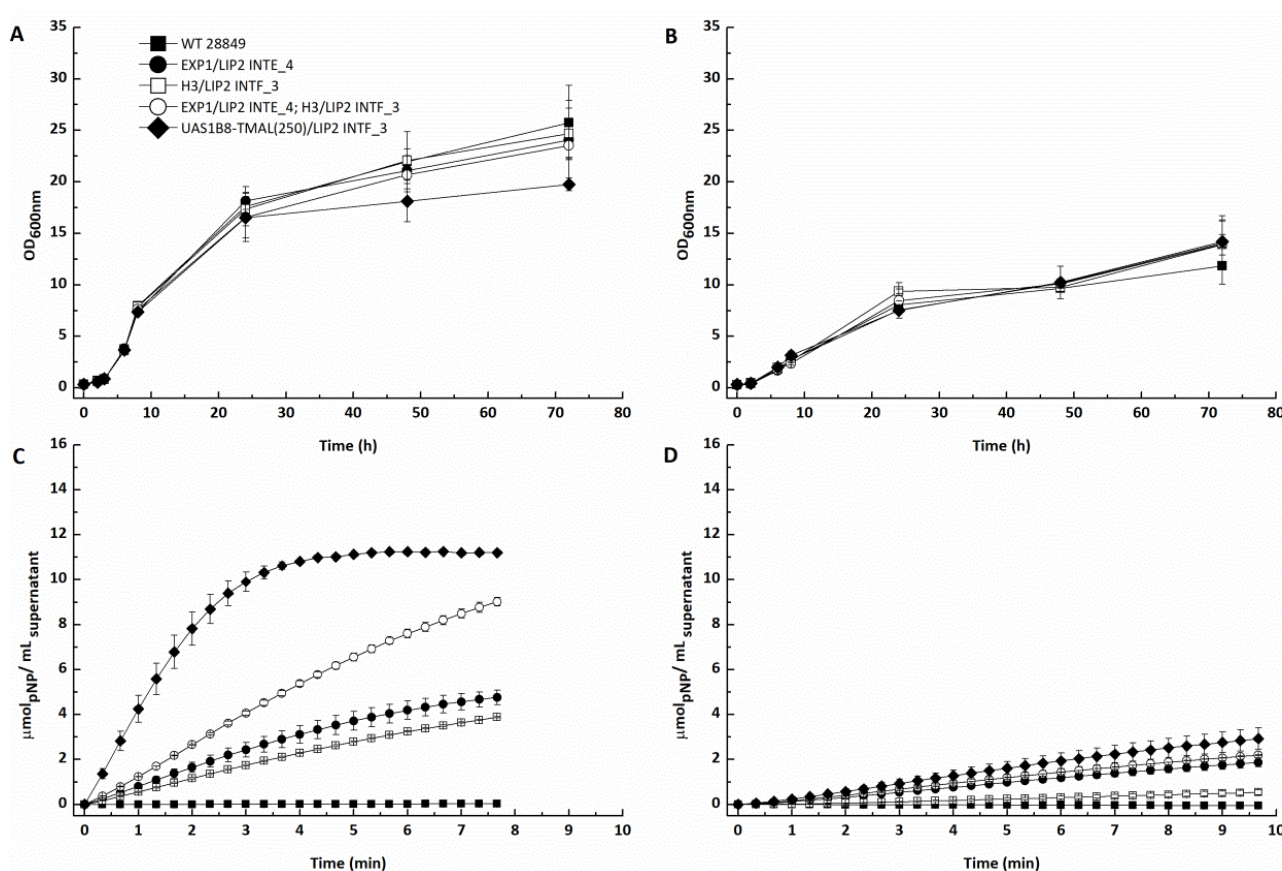 A
WT 28849
EXP1/LIP2 INTE_4
H3/LIP2 INTF_3
EXP1/LIP2 INTE_4; H3/LIP2 INTF_3
UAS1B8-TMAL(250)/LIP2 INTF_3
35
30
25
20
15
10
5
0
OD600nm
0 10 20 30 40 50 60 70 80
Time (h)
B
35
30
25
20
15
10
5
0
OD600nm
0 10 20 30 40 50 60 70 80
Time (h)
C
16
14
12
10
8
6
4
2
0
µmolpNP/ mL supernatant
0 1 2 3 4 5 6 7 8 9 10
Time (min)
D
16
14
12
10
8
6
4
2
0
µmolpNP/ mL supernatant
0 1 2 3 4 5 6 7 8 9 10
Time (min)